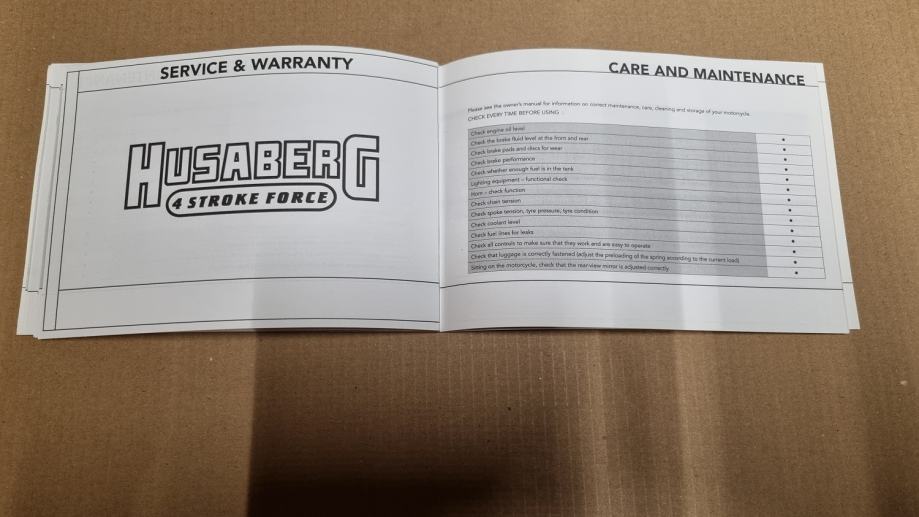 SERVICE & WARRANTY
HUSABERG
4 STROKE FORCE
CARE AND MAINTENANCE
Please see the owner's manual for information on correct maintenance, care, cleaning and storage of your motorcycle.
CHECK EVERY TIME BEFORE USING :
Check engine oil level
Check the brake fluid level at the front and rear
Check brake pads and discs for wear
Check brake performance
Check whether enough fuel is in the tank
Lighting equipment – functional check
Horn – check function
Check chain tension
Check spoke tension, tyre pressure, tyre condition
Check coolant level
Check fuel lines for leaks
Check all controls to make sure that they work and are easy to operate
Check that luggage is correctly fastened (adjust the preloading of the spring according to the current load)
Sitting on the motorcycle, check that the rear-view mirror is adjusted correctly